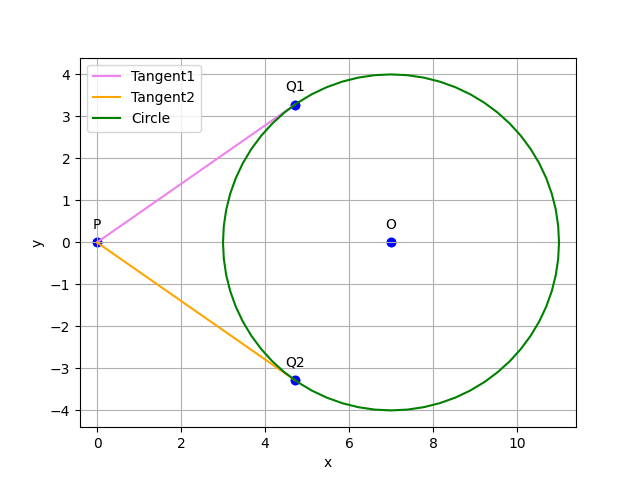 Tangent1
Tangent2
Circle
Q1
P
O
Q2
4
3
2
1
0
−1
−2
−3
−4
y
0 2 4 6 8 10
x